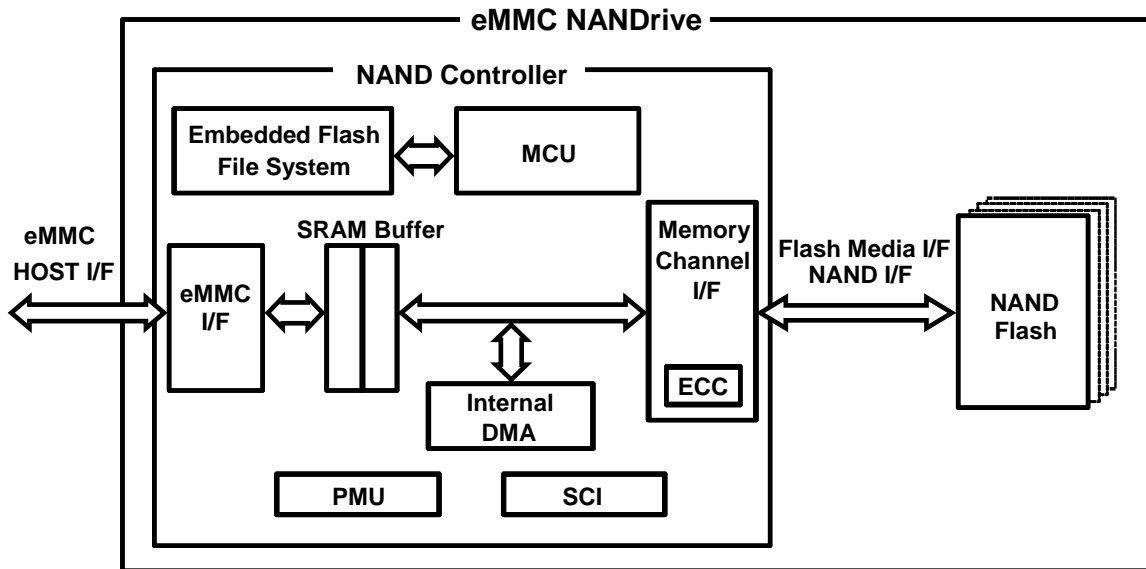 eMMC NANDrive
NAND Controller
Embedded Flash
File System
MCU
eMMC
HOST I/F
eMMC
I/F
SRAM Buffer
Memory
Channel
I/F
ECC
Internal
DMA
PMU
SCI
Flash Media I/F
NAND I/F
NAND
Flash